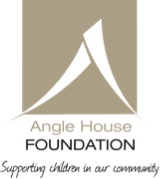 Angle House
FOUNDATION
Supporting children in our community